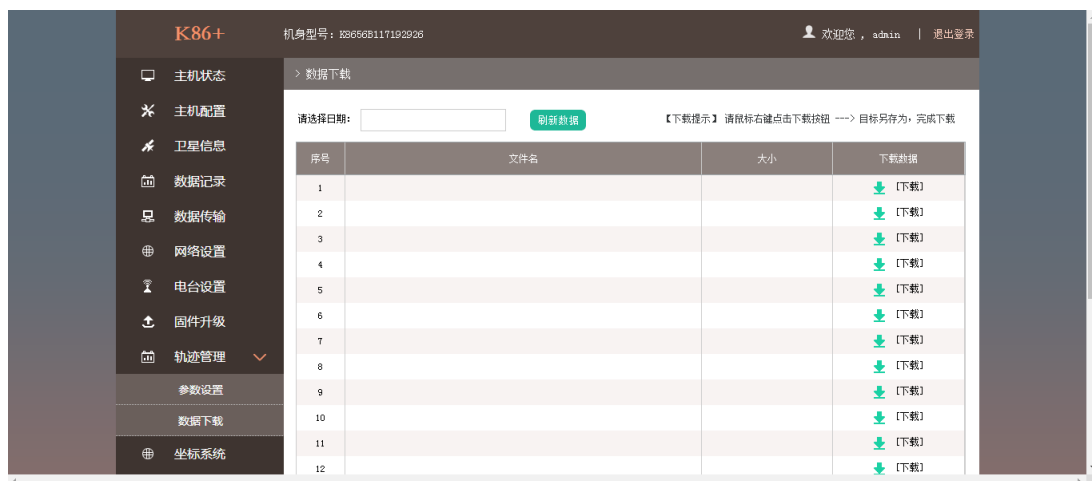 K86+
机身型号：K8656B117192926
欢迎您，admin | 退出登录
主机状态
主机配置
卫星信息
数据记录
数据传输
网络设置
电台设置
固件升级
轨迹管理
参数设置
数据下载
坐标系统
> 数据下载
请选择日期：
刷新数据
【下载提示】 请鼠标右键点击下载按钮 ---> 目标另存为，完成下载
序号 文件名 大小 下载数据
1 [下载]
2 [下载]
3 [下载]
4 [下载]
5 [下载]
6 [下载]
7 [下载]
8 [下载]
9 [下载]
10 [下载]
11 [下载]
12 [下载]